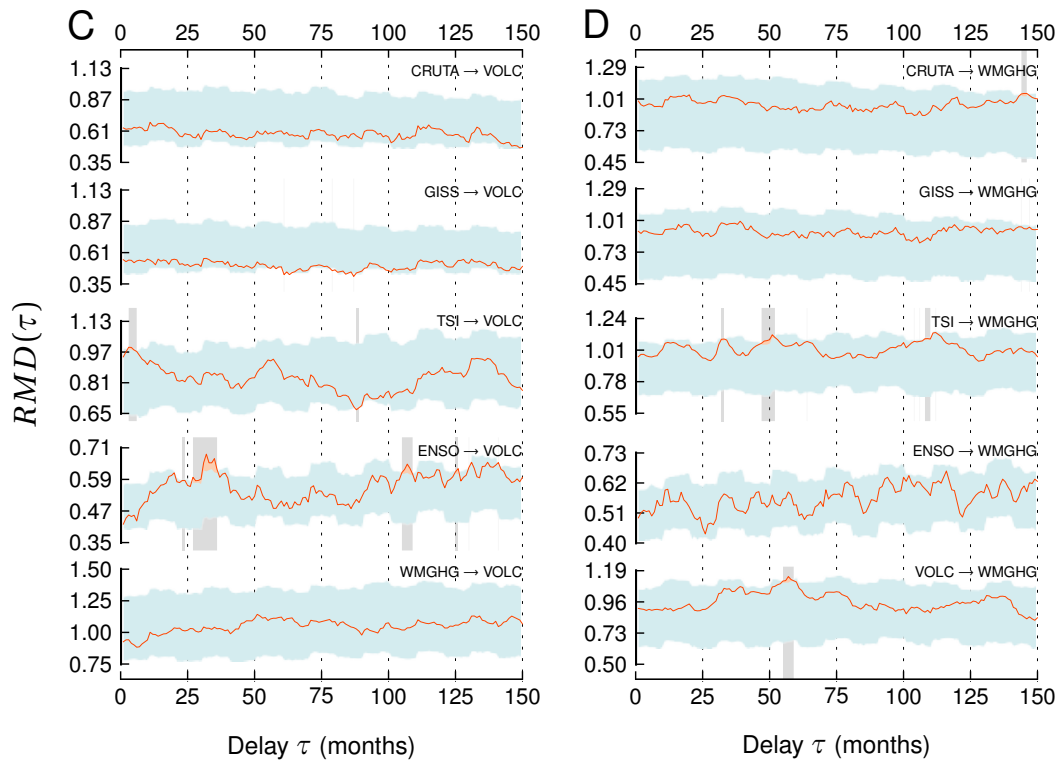 C
0 25 50 75 100 125 150
CRUTA → VOLC
1.13
0.87
0.61
0.35
GISS → VOLC
1.13
0.87
0.61
0.35
TSI → VOLC
1.13
0.97
0.81
0.65
ENSO → VOLC
0.71
0.59
0.47
0.35
WMGHG → VOLC
1.50
1.25
1.00
0.75
0 25 50 75 100 125 150
Delay τ (months)
RMD(τ)
D
0 25 50 75 100 125 150
CRUTA → WMGHG
1.29
1.01
0.73
0.45
GISS → WMGHG
1.29
1.01
0.73
0.45
TSI → WMGHG
1.24
1.01
0.78
0.55
ENSO → WMGHG
0.73
0.62
0.51
0.40
VOLC → WMGHG
1.19
0.96
0.73
0.50
0 25 50 75 100 125 150
Delay τ (months)